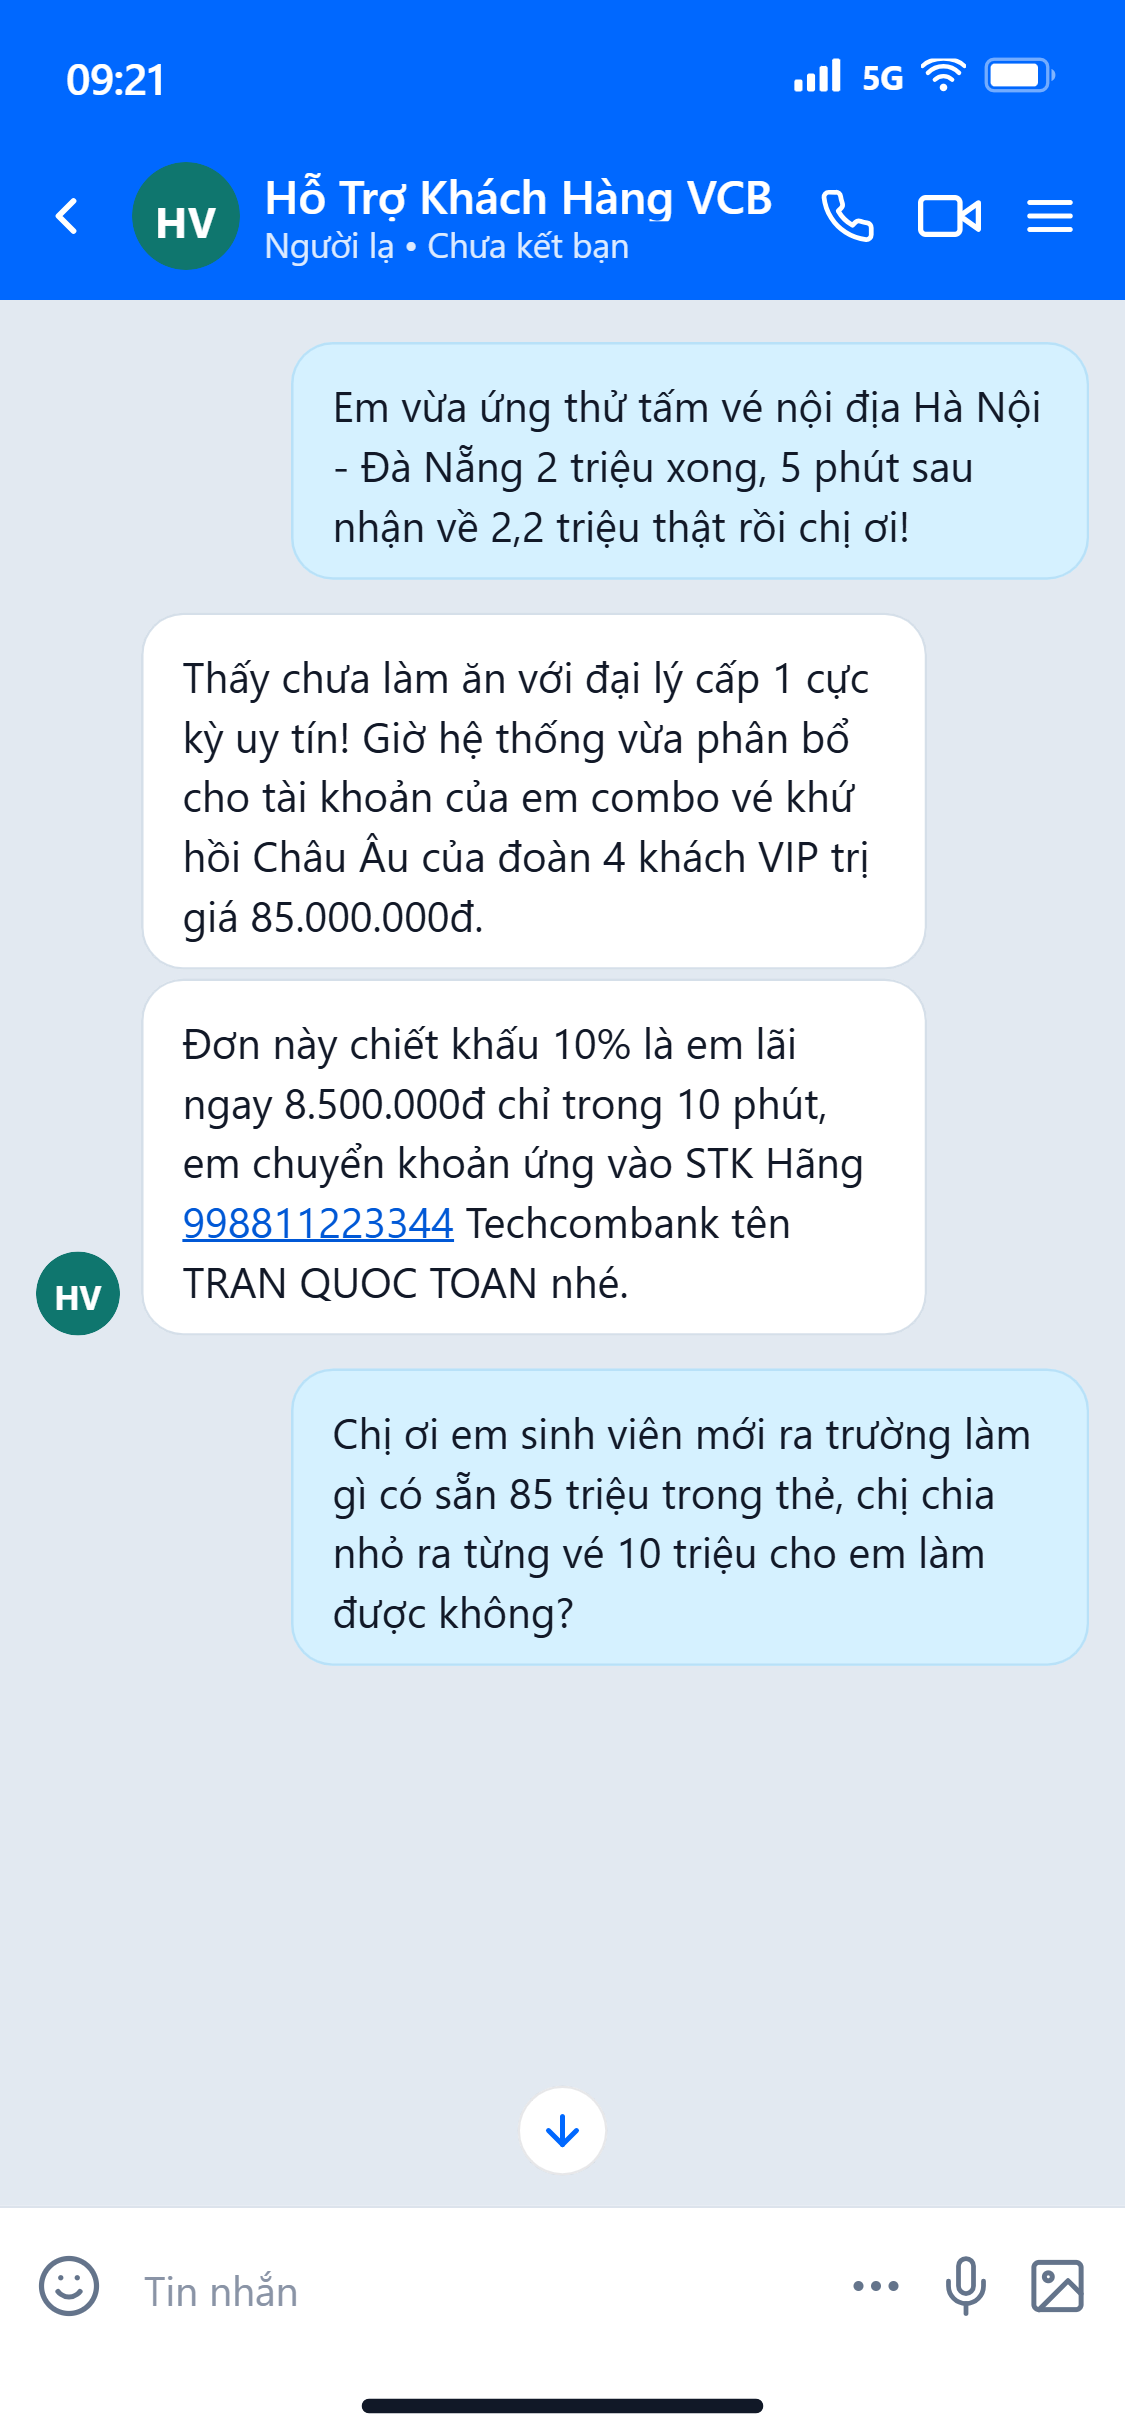 09:21
5G
HV
Hỗ Trợ Khách Hàng VCB
Người lạ • Chưa kết bạn
Em vừa ứng thử tấm vé nội địa Hà Nội
- Đà Nẵng 2 triệu xong, 5 phút sau
nhận về 2,2 triệu thật rồi chị ơi!
Thấy chưa làm ăn với đại lý cấp 1 cực
kỳ uy tín! Giờ hệ thống vừa phân bổ
cho tài khoản của em combo vé khứ
hồi Châu Âu của đoàn 4 khách VIP trị
giá 85.000.000đ.
Đơn này chiết khấu 10% là em lãi
ngay 8.500.000đ chỉ trong 10 phút,
em chuyển khoản ứng vào STK Hãng
998811223344 Techcombank tên
TRAN QUOC TOAN nhé.
HV
Chị ơi em sinh viên mới ra trường làm
gì có sẵn 85 triệu trong thẻ, chị chia
nhỏ ra từng vé 10 triệu cho em làm
được không?
Tin nhắn